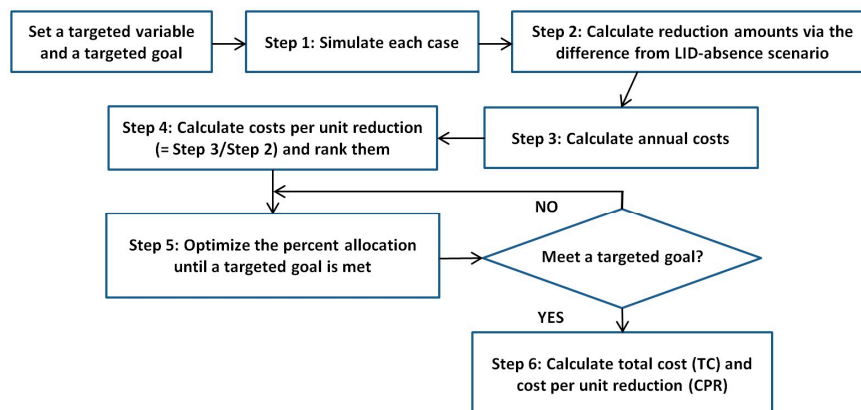 Set a targeted variable
and a targeted goal
Step 1: Simulate each case
Step 2: Calculate reduction amounts via the
difference from LID-absence scenario
Step 3: Calculate annual costs
Step 4: Calculate costs per unit reduction
(= Step 3/Step 2) and rank them
Step 5: Optimize the percent allocation
until a targeted goal is met
NO
Meet a targeted goal?
YES
Step 6: Calculate total cost (TC) and
cost per unit reduction (CPR)